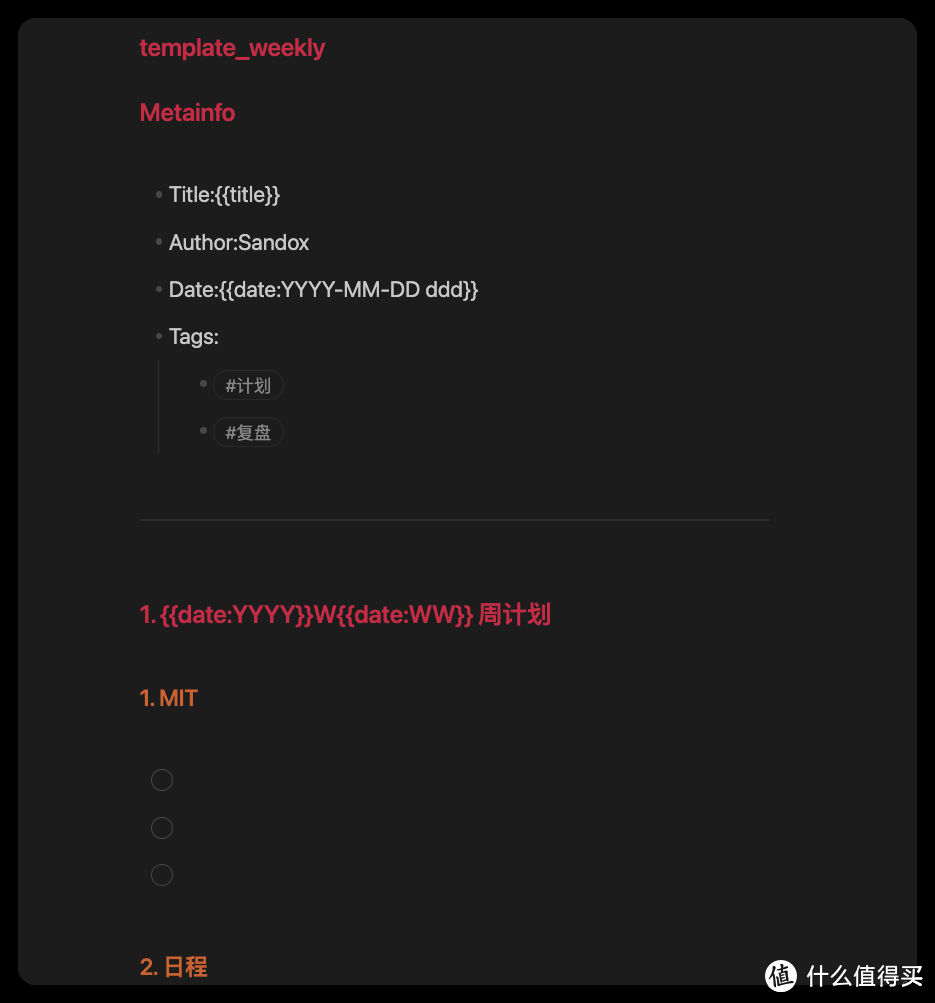 template_weekly
Metainfo
Title:{{title}}
Author:Sandox
Date:{{date:YYYY-MM-DD ddd}}
Tags:
#计划
#复盘
1. {{date:YYYY}}W{{date:WW}} 周计划
1. MIT
2. 日程
值 什么值得买